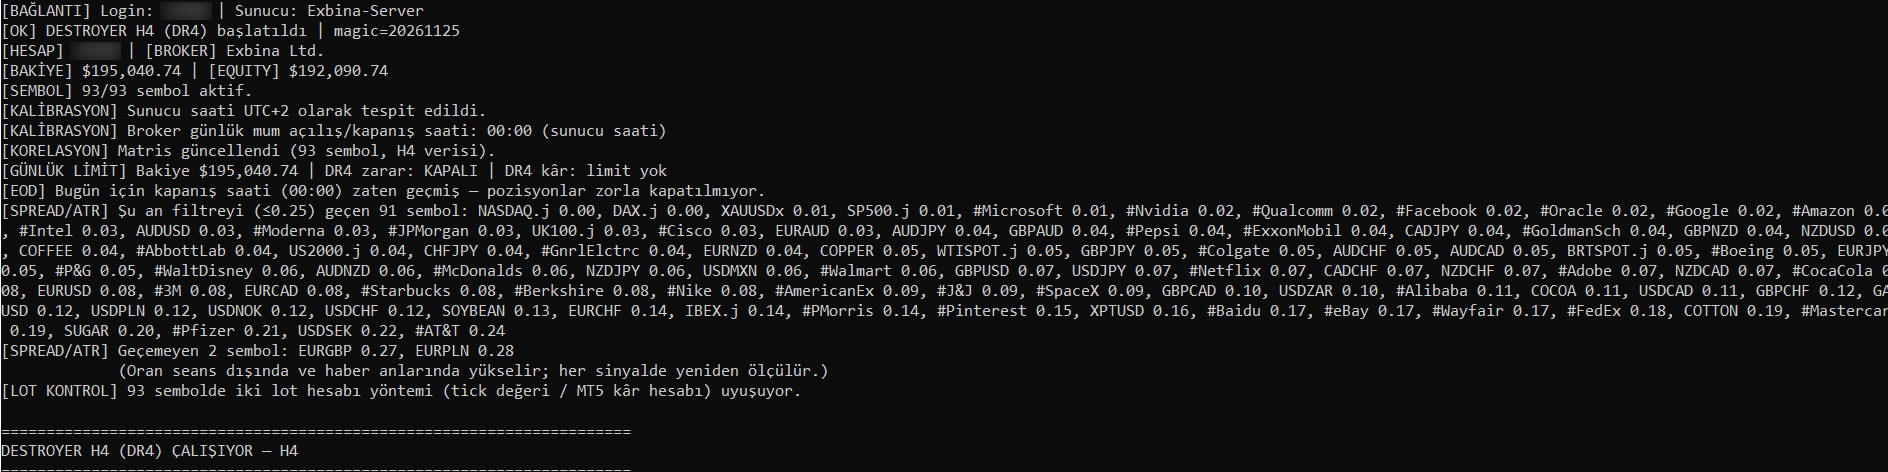 [BAĞLANTI] Login: | Sunucu: Exbina-Server
[OK] DESTROYER H4 (DR4) başlatıldı | magic=20261125
[HESAP] | [BROKER] Exbina Ltd.
[BAKİYE] $195,040.74 | [EQUITY] $192,090.74
[SEMBOL] 93/93 sembol aktif.
[KALİBRASYON] Sunucu saati UTC+2 olarak tespit edildi.
[KALİBRASYON] Broker günlük mum açılış/kapanış saati: 00:00 (sunucu saati)
[KORELASYON] Matris güncellendi (93 sembol, H4 verisi).
[GÜNLÜK LİMİT] Bakiye $195,040.74 | DR4 zarar: KAPALI | DR4 kâr: limit yok
[EOD] Bugün için kapanış saati (00:00) zaten geçmiş — pozisyonlar zorla kapatılmıyor.
[SPREAD/ATR] Şu an filtreyi (≤0.25) geçen 91 sembol: NASDAQ.j 0.00, DAX.j 0.00, XAUUSDx 0.01, SP500.j 0.01, #Microsoft 0.01, #Nvidia 0.02, #Qualcomm 0.02, #Facebook 0.02, #Oracle 0.02, #Google 0.02, #Amazon 0.0
, #Intel 0.03, AUDUSD 0.03, #Moderna 0.03, #JPMorgan 0.03, UK100.j 0.03, #Cisco 0.03, EURAUD 0.03, AUDJPY 0.04, GBPAUD 0.04, #Pepsi 0.04, #ExxonMobil 0.04, CADJPY 0.04, #GoldmanSch 0.04, GBPNZD 0.04, NZDUSD 0.0
, COFFEE 0.04, #AbbottLab 0.04, US2000.j 0.04, CHFJPY 0.04, #GnrlElctrc 0.04, EURNZD 0.04, COPPER 0.05, WTISPOT.j 0.05, GBPJPY 0.05, #Colgate 0.05, AUDCHF 0.05, AUDCAD 0.05, BRTSPOT.j 0.05, #Boeing 0.05, EURJPY
0.05, #P&G 0.05, #WaltDisney 0.06, AUDNZD 0.06, #McDonalds 0.06, NZDJPY 0.06, USDMXN 0.06, #Walmart 0.06, GBPUSD 0.07, USDJPY 0.07, #Netflix 0.07, CADCHF 0.07, NZDCHF 0.07, #Adobe 0.07, NZDCAD 0.07, #CocaCola 0
08, EURUSD 0.08, #3M 0.08, EURCAD 0.08, #Starbucks 0.08, #Berkshire 0.08, #Nike 0.08, #AmericanEx 0.09, #J&J 0.09, #SpaceX 0.09, GBPCAD 0.10, USDZAR 0.10, #Alibaba 0.11, COCOA 0.11, USDCAD 0.11, GBPCHF 0.12, GA
USD 0.12, USDPLN 0.12, USDNOK 0.12, USDCHF 0.12, SOYBEAN 0.13, EURCHF 0.14, IBEX.j 0.14, #PMorris 0.14, #Pinterest 0.15, XPTUSD 0.16, #Baidu 0.17, #eBay 0.17, #Wayfair 0.17, #FedEx 0.18, COTTON 0.19, #Mastercar
0.19, SUGAR 0.20, #Pfizer 0.21, USDSEK 0.22, #AT&T 0.24
[SPREAD/ATR] Geçemeyen 2 sembol: EURGBP 0.27, EURPLN 0.28
(Oran seans dışında ve haber anlarında yükselir; her sinyalde yeniden ölçülür.)
[LOT KONTROL] 93 sembolde iki lot hesabı yöntemi (tick değeri / MT5 kâr hesabı) uyuşuyor.
======================================================================
DESTROYER H4 (DR4) ÇALIŞIYOR — H4
======================================================================